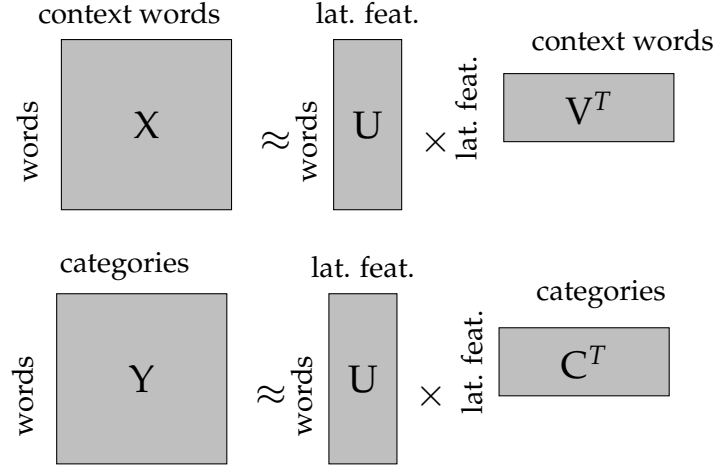 context words
lat. feat.
context words
words
X
≈
words
U
×
lat. feat.
V^T
categories
lat. feat.
categories
words
Y
≈
words
U
×
lat. feat.
C^T